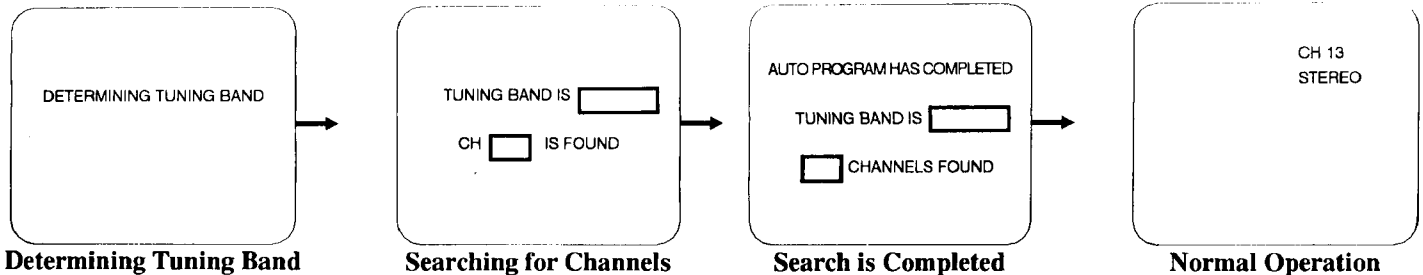 DETERMINING TUNING BAND
Determining Tuning Band
TUNING BAND IS
CH IS FOUND
Searching for Channels
AUTO PROGRAM HAS COMPLETED
TUNING BAND IS
CHANNELS FOUND
Search is Completed
CH 13
STEREO
Normal Operation